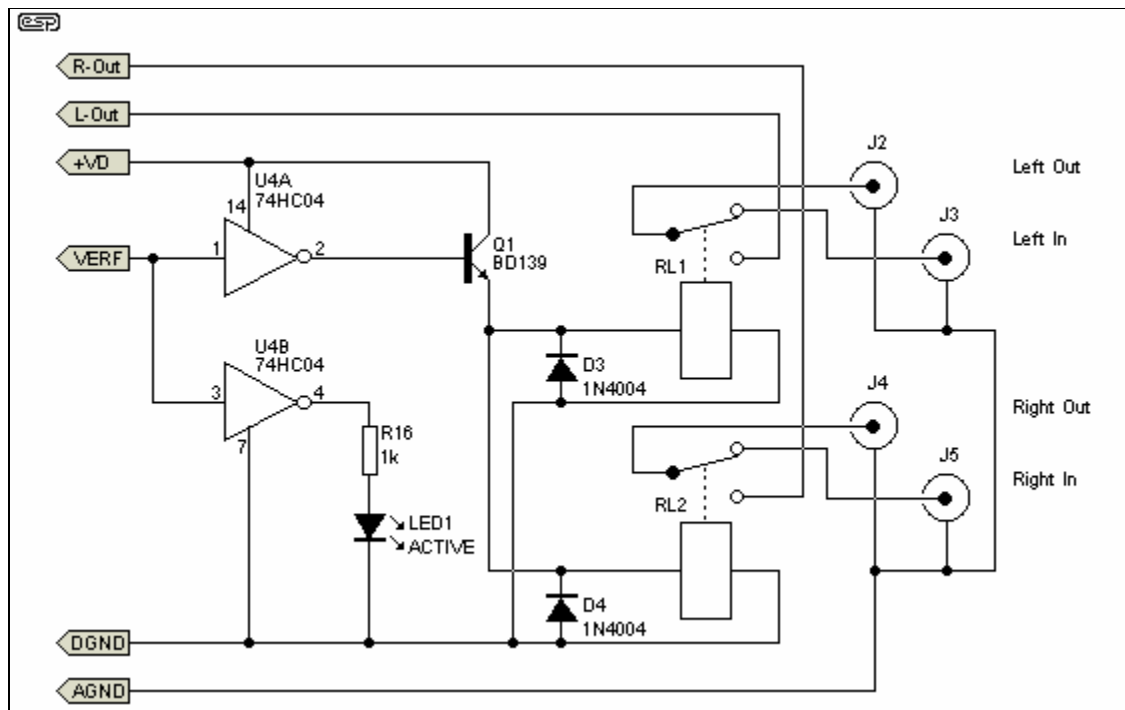 esp
R-Out
L-Out
+VD
VERF
DGND
AGND
U4A
74HC04
14
1
2
U4B
74HC04
3
4
7
R16
1k
LED1
ACTIVE
Q1
BD139
D3
1N4004
D4
1N4004
RL1
RL2
J2
Left Out
J3
Left In
J4
Right Out
J5
Right In